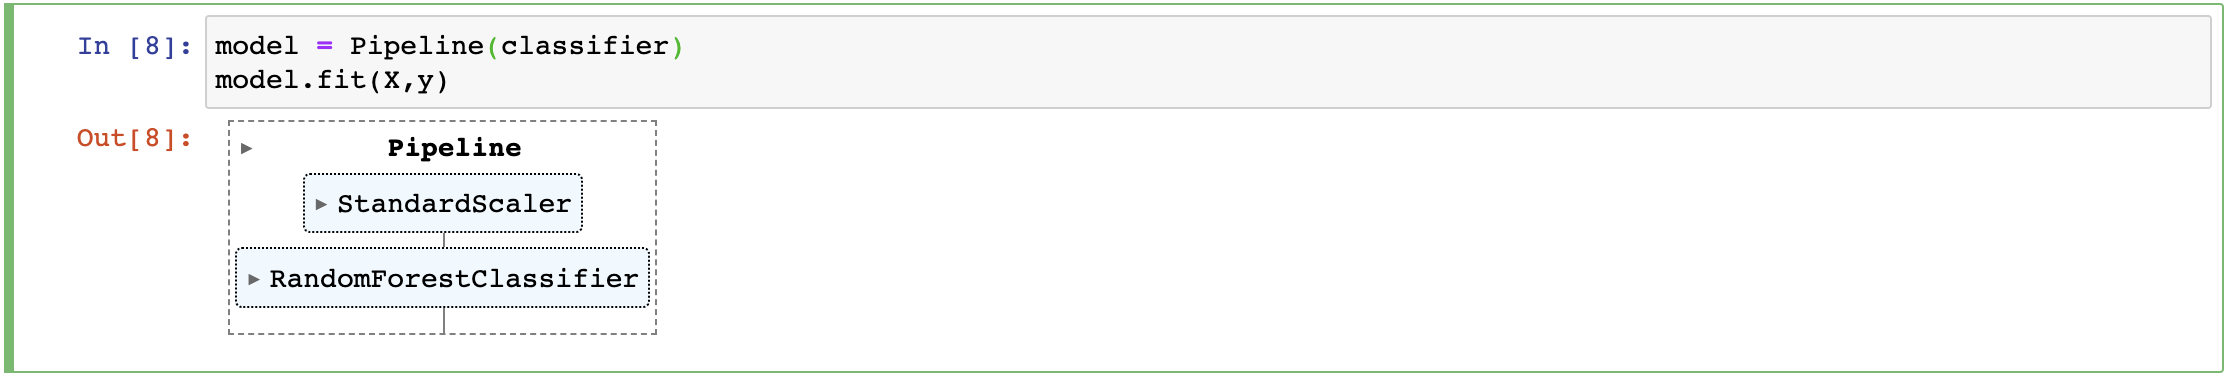 In [8]: model = Pipeline(classifier)
model.fit(X,y)
Out[8]:
▸ Pipeline
▸ StandardScaler
▸ RandomForestClassifier